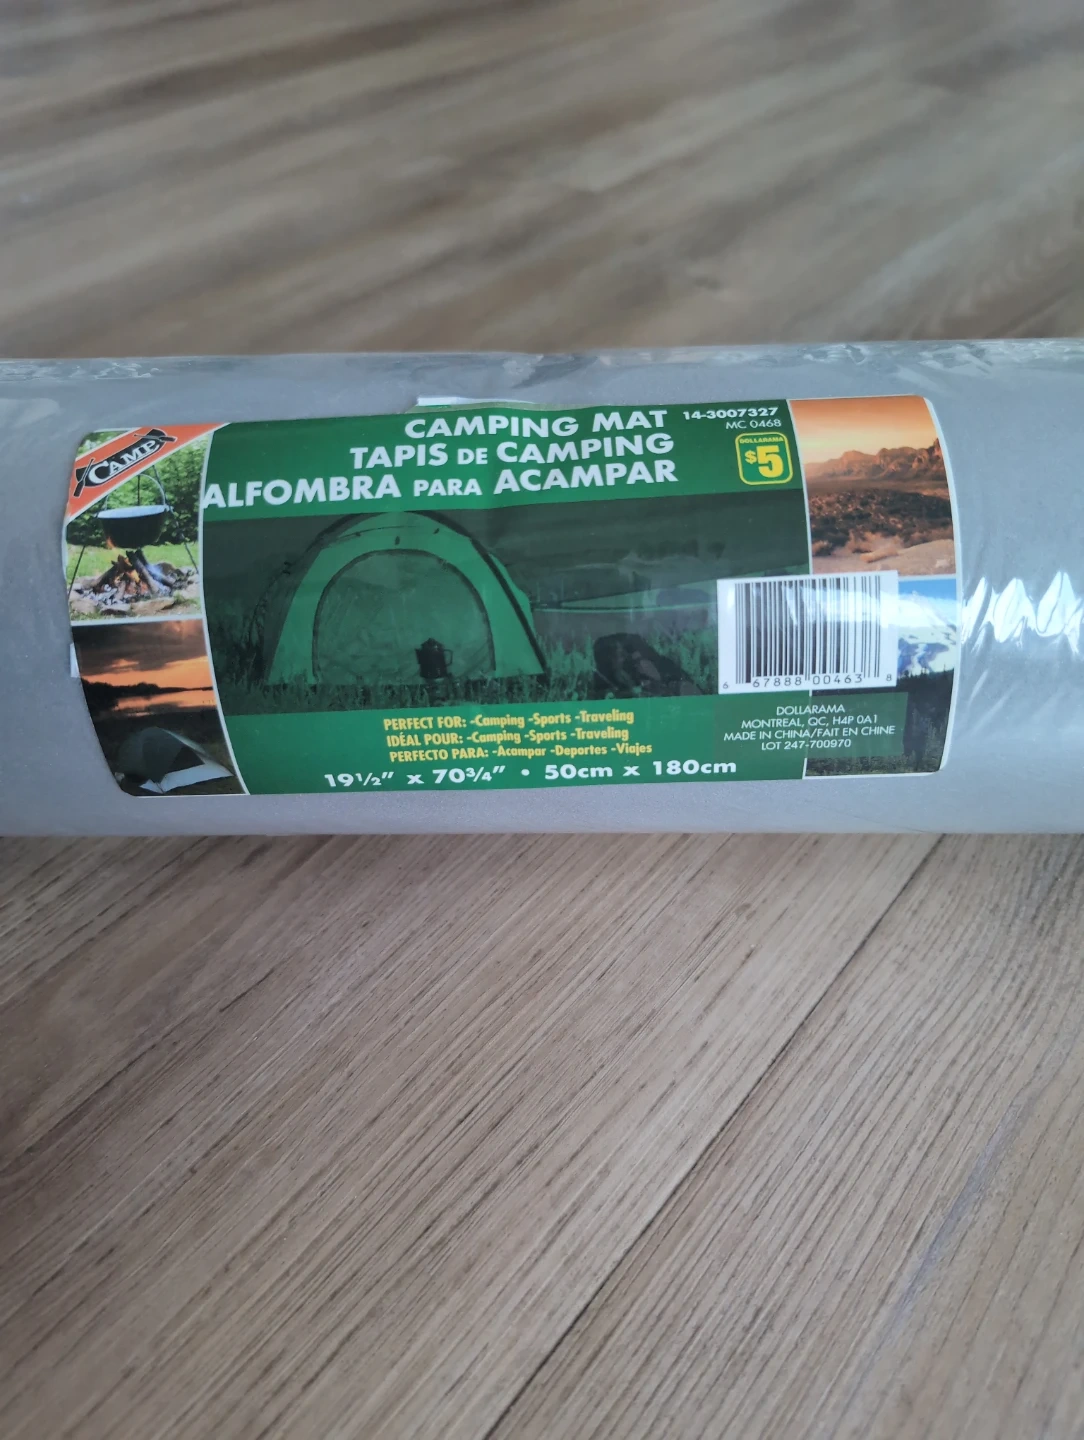 CAMP
CAMPING MAT
TAPIS DE CAMPING
ALFOMBRA PARA ACAMPAR
14-3007327
MC 0468
DOLLARAMA
$5
6 67888 00463 8
PERFECT FOR: -Camping -Sports -Traveling
IDÉAL POUR: -Camping -Sports -Traveling
PERFECTO PARA: -Acampar -Deportes -Viajes
19½" x 70¾" • 50cm x 180cm
DOLLARAMA
MONTREAL, QC, H4P 0A1
MADE IN CHINA/FAIT EN CHINE
LOT 247-700970